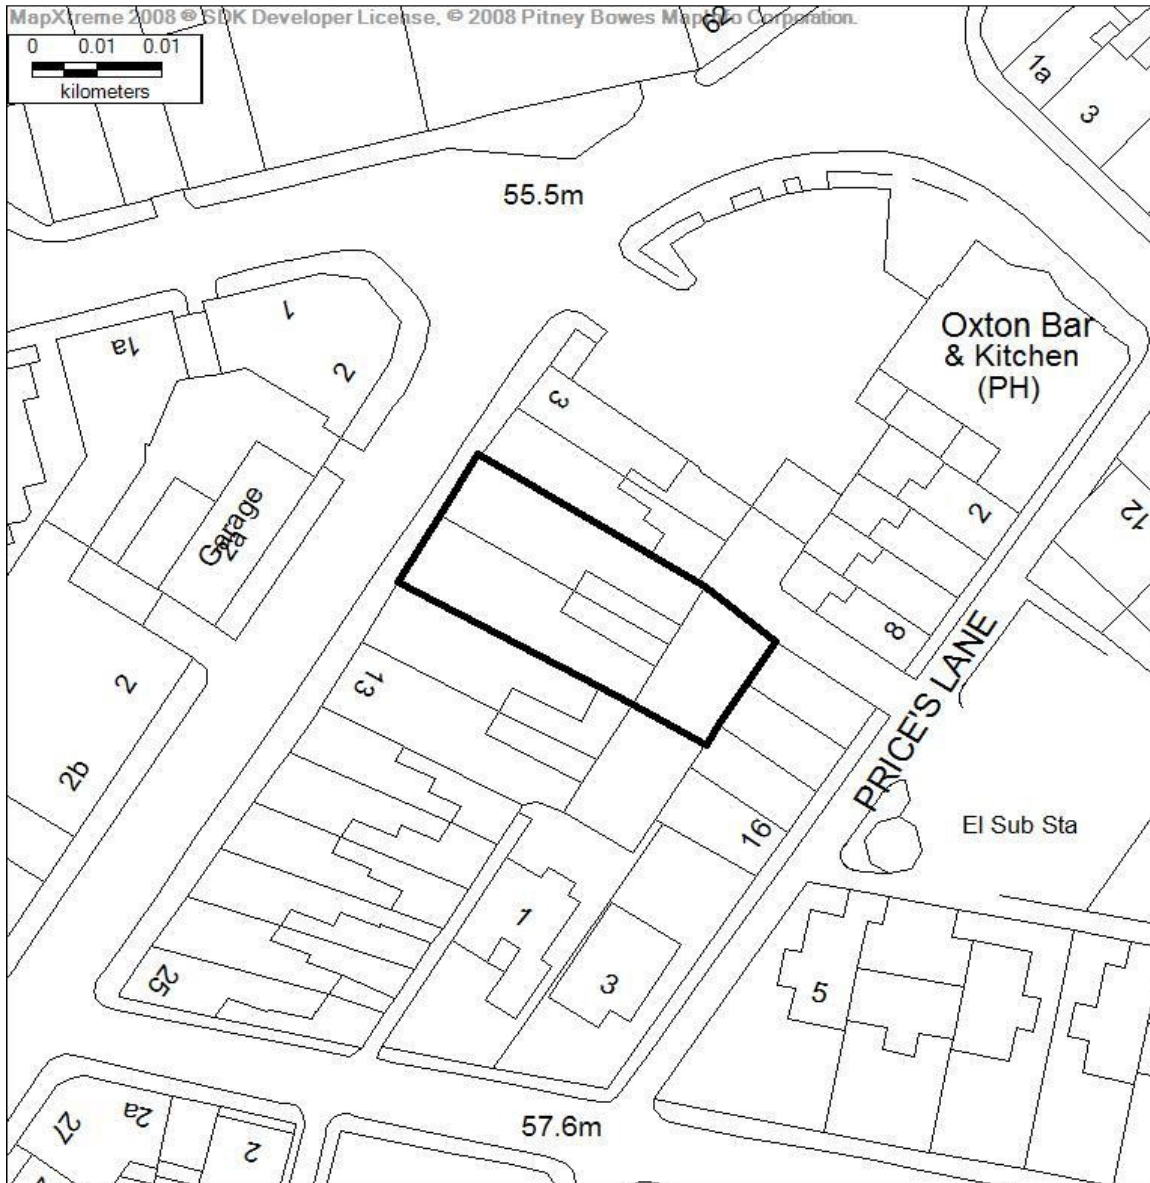 MapXtreme 2008 ® SDK Developer License. © 2008 Pitney Bowes MapInfo Corporation.
0 0.01 0.01
kilometers
62
1a
3
55.5m
1
1a
2
3
Oxton Bar
& Kitchen
(PH)
Garage
2a
2
12
8
PRICE'S LANE
2
13
2b
16
El Sub Sta
1
25
3
5
27
2a
2
57.6m